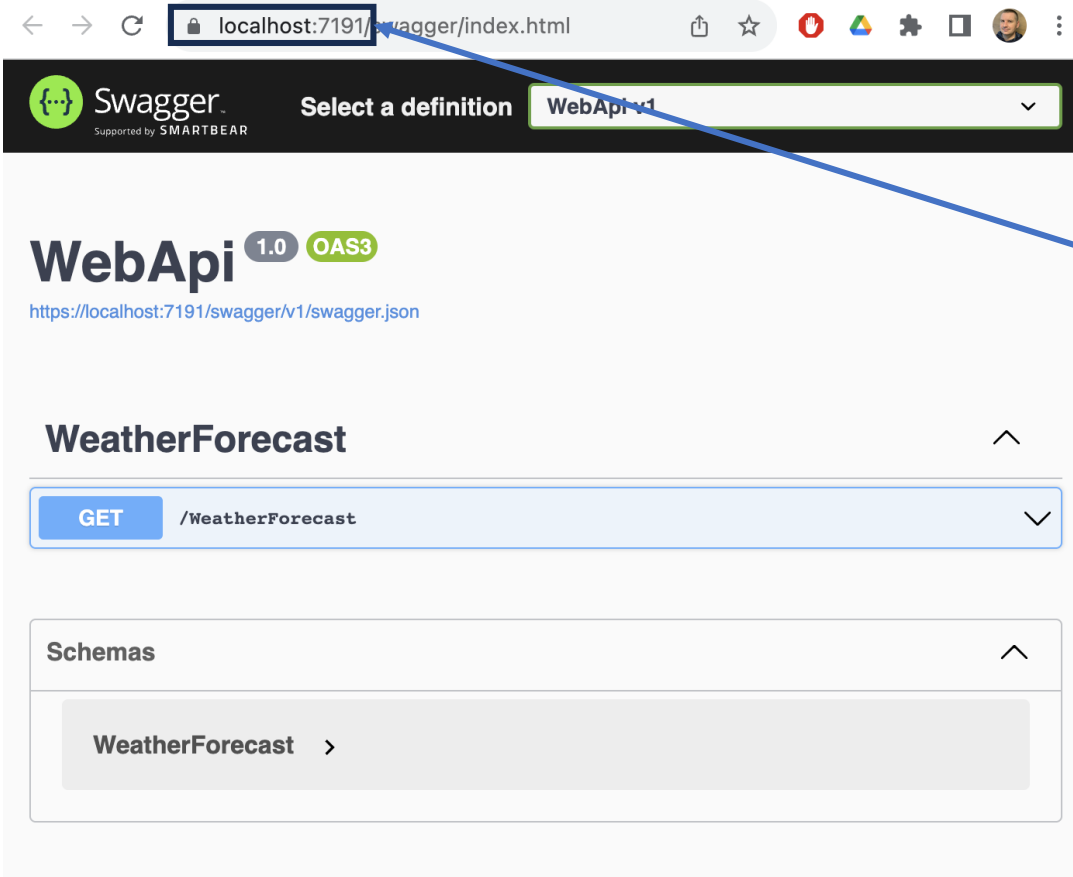 localhost:7191/swagger/index.html
{···} Swagger.
Supported by SMARTBEAR
Select a definition
WebApi v1
WebApi 1.0 OAS3
https://localhost:7191/swagger/v1/swagger.json
WeatherForecast
GET /WeatherForecast
Schemas
WeatherForecast